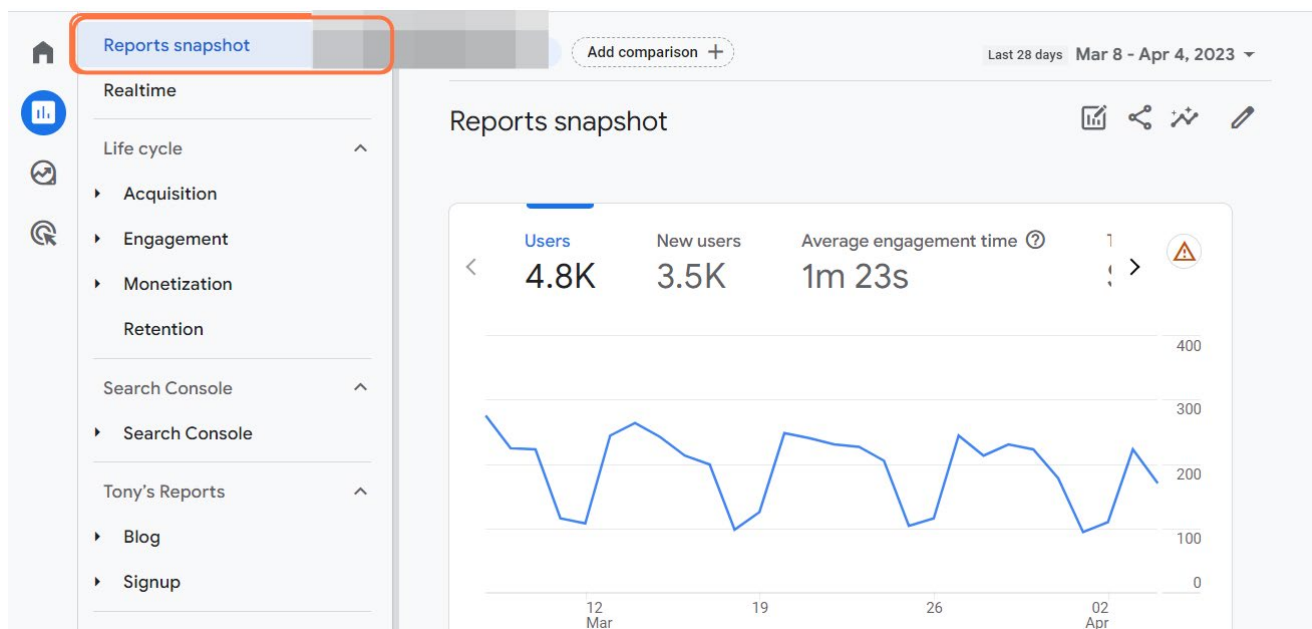 Reports snapshot
Realtime
Life cycle
Acquisition
Engagement
Monetization
Retention
Search Console
Search Console
Tony's Reports
Blog
Signup
Add comparison +
Last 28 days Mar 8 - Apr 4, 2023
Reports snapshot
Users New users Average engagement time
4.8K 3.5K 1m 23s
400
300
200
100
0
12 19 26 02
Mar Apr